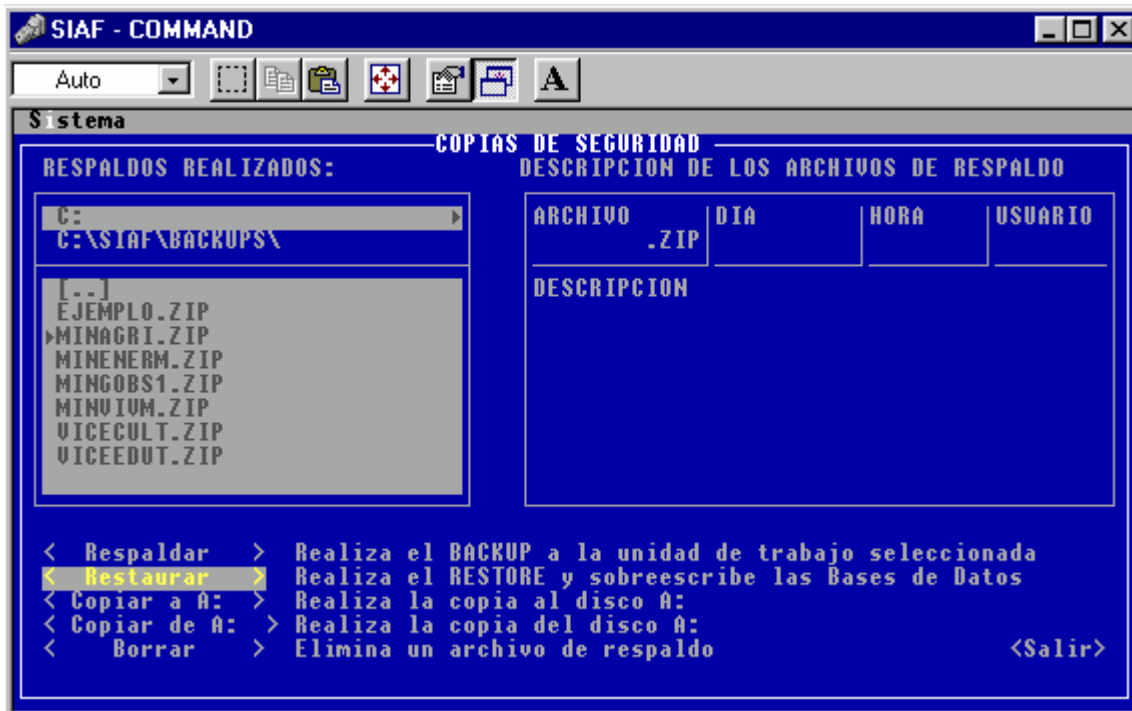 SIAF - COMMAND
Auto
A
Sistema
COPIAS DE SEGURIDAD
RESPALDOS REALIZADOS:
DESCRIPCION DE LOS ARCHIVOS DE RESPALDO
C:
C:\SIAF\BACKUPS\
ARCHIVO DIA HORA USUARIO
.ZIP
DESCRIPCION
[..]
EJEMPLO.ZIP
MINAGRI.ZIP
MINENERM.ZIP
MINGOBS1.ZIP
MINVIVM.ZIP
VICECULT.ZIP
VICEEDUT.ZIP
< Respaldar > Realiza el BACKUP a la unidad de trabajo seleccionada
< Restaurar > Realiza el RESTORE y sobreescribe las Bases de Datos
< Copiar a A: > Realiza la copia al disco A:
< Copiar de A: > Realiza la copia del disco A:
< Borrar > Elimina un archivo de respaldo <Salir>